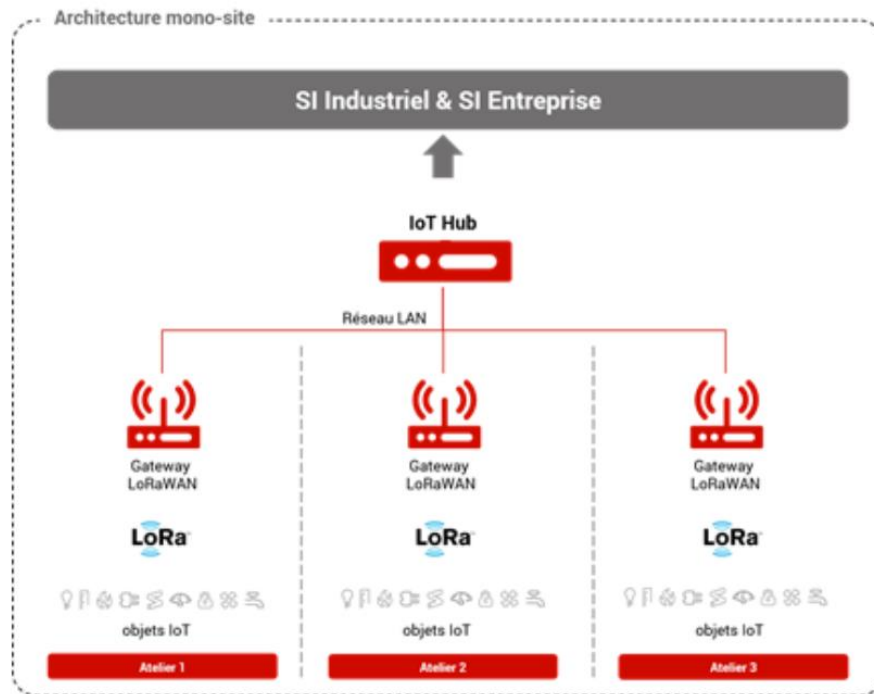 Architecture mono-site
SI Industriel & SI Entreprise
IoT Hub
Réseau LAN
Gateway
LoRaWAN
Gateway
LoRaWAN
Gateway
LoRaWAN
LoRa
LoRa
LoRa
objets IoT
objets IoT
objets IoT
Atelier 1
Atelier 2
Atelier 3